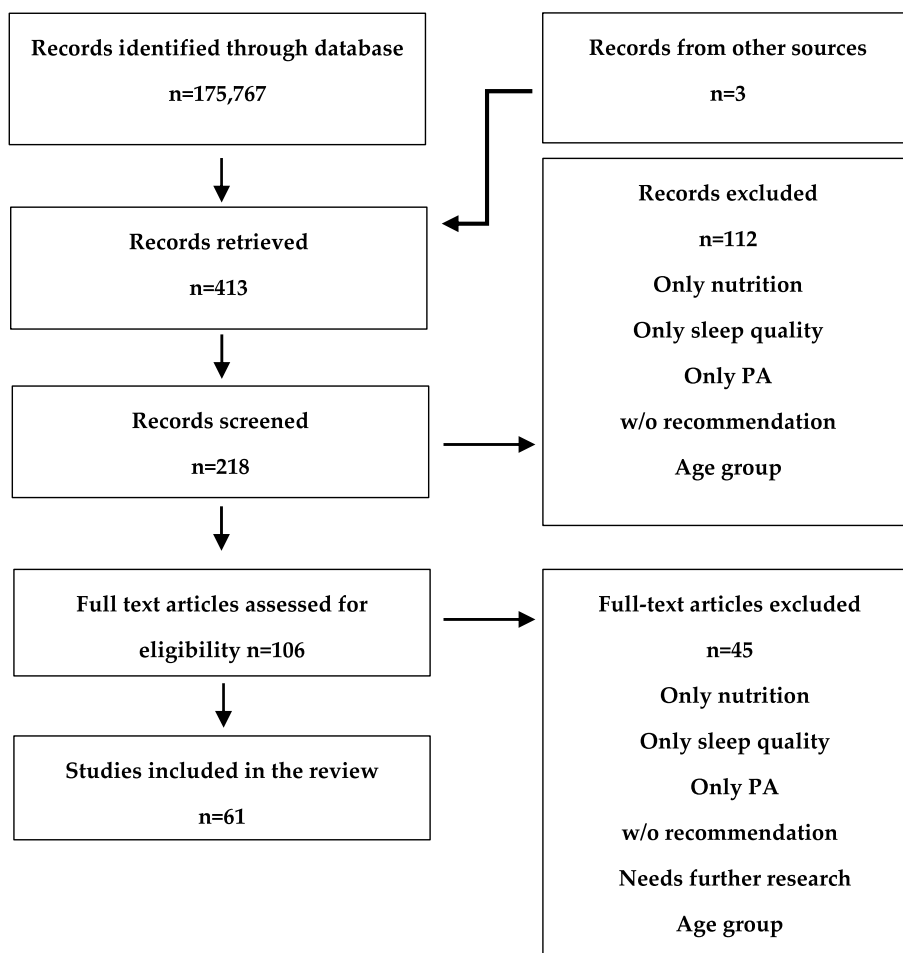 Records identified through database
n=175,767
Records from other sources
n=3
Records retrieved
n=413
Records excluded
n=112
Only nutrition
Only sleep quality
Only PA
w/o recommendation
Age group
Records screened
n=218
Full text articles assessed for
eligibility n=106
Full-text articles excluded
n=45
Only nutrition
Only sleep quality
Only PA
w/o recommendation
Needs further research
Age group
Studies included in the review
n=61